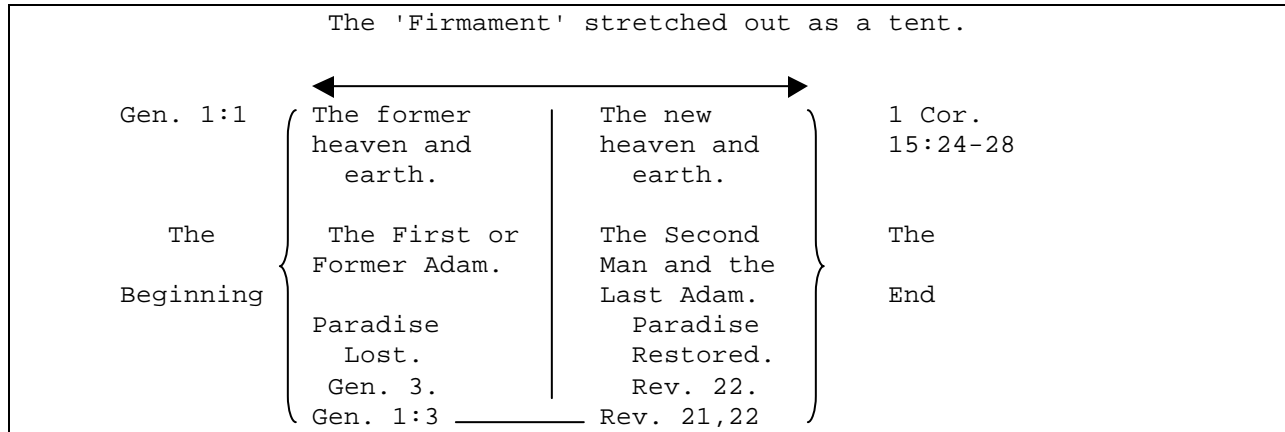 The 'Firmament' stretched out as a tent.
Gen. 1:1 The former The new 1 Cor.
heaven and heaven and 15:24-28
earth. earth.
The The First or The Second The
Former Adam. Man and the
Beginning Last Adam. End
Paradise Paradise
Lost. Restored.
Gen. 3. Rev. 22.
Gen. 1:3 Rev. 21,22